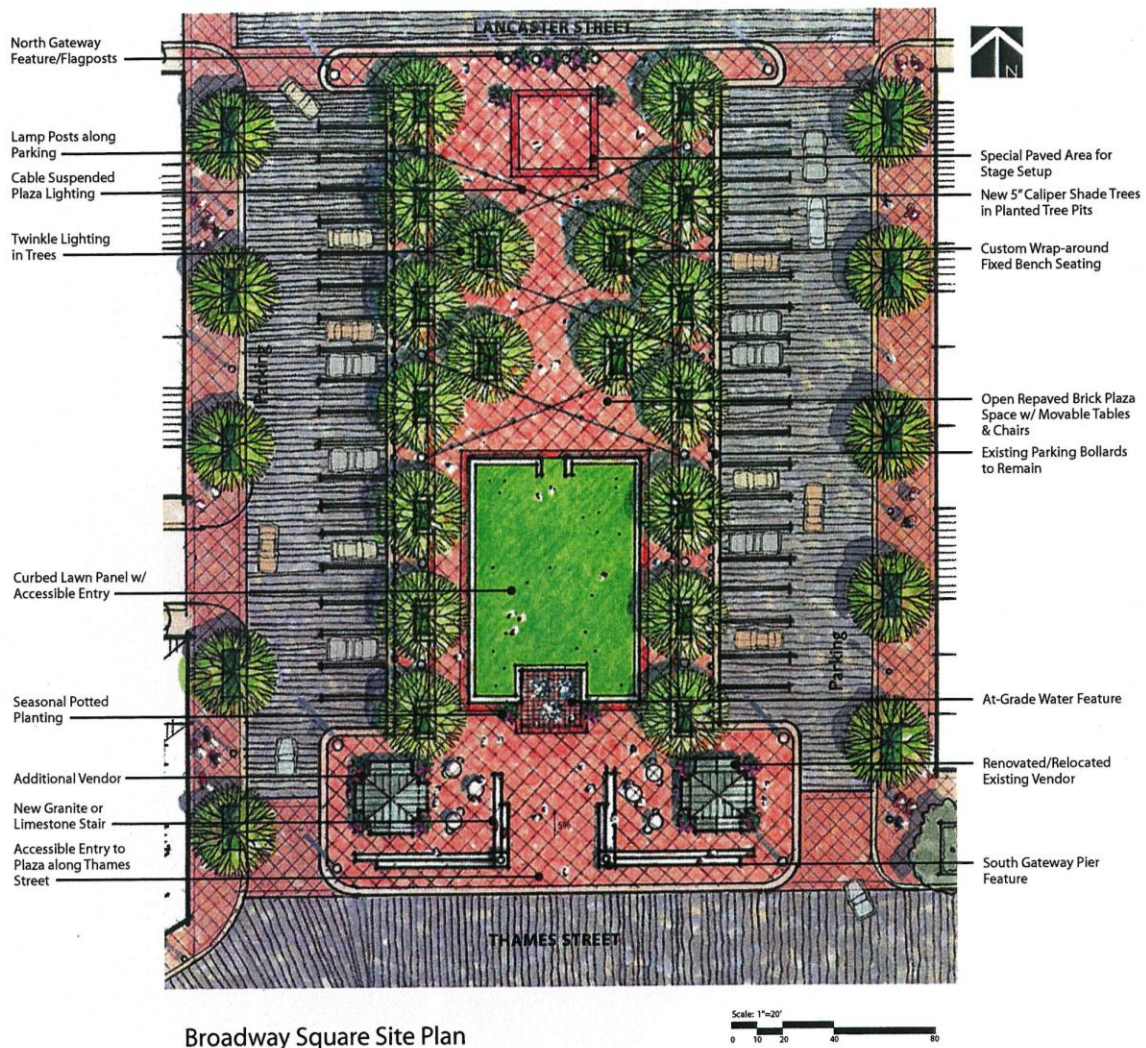 LANCASTER STREET
N
North Gateway
Feature/Flagposts
Lamp Posts along
Parking
Cable Suspended
Plaza Lighting
Twinkle Lighting
in Trees
Curbed Lawn Panel w/
Accessible Entry
Seasonal Potted
Planting
Additional Vendor
New Granite or
Limestone Stair
Accessible Entry to
Plaza along Thames
Street
Special Paved Area for
Stage Setup
New 5" Caliper Shade Trees
in Planted Tree Pits
Custom Wrap-around
Fixed Bench Seating
Open Repaved Brick Plaza
Space w/ Movable Tables
& Chairs
Existing Parking Bollards
to Remain
At-Grade Water Feature
Renovated/Relocated
Existing Vendor
South Gateway Pier
Feature
Parking
Parking
5%
THAMES STREET
Broadway Square Site Plan
Scale: 1"=20'
0 10 20 40 80